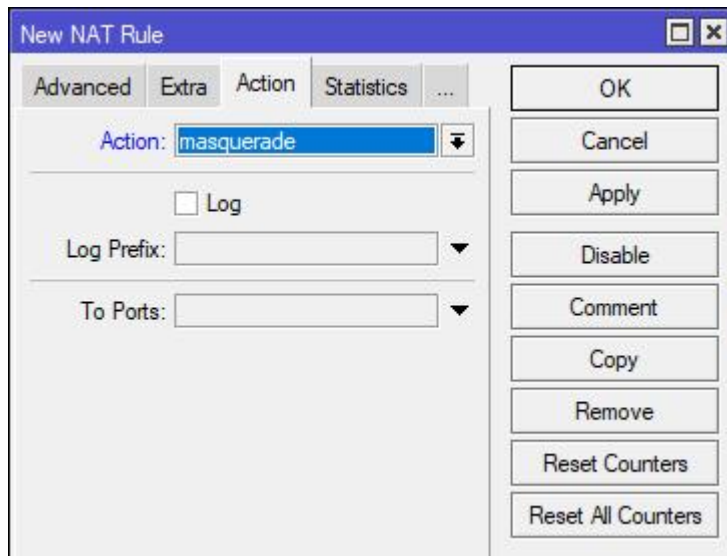 New NAT Rule
Advanced Extra Action Statistics ...
Action: masquerade
Log
Log Prefix:
To Ports:
OK
Cancel
Apply
Disable
Comment
Copy
Remove
Reset Counters
Reset All Counters